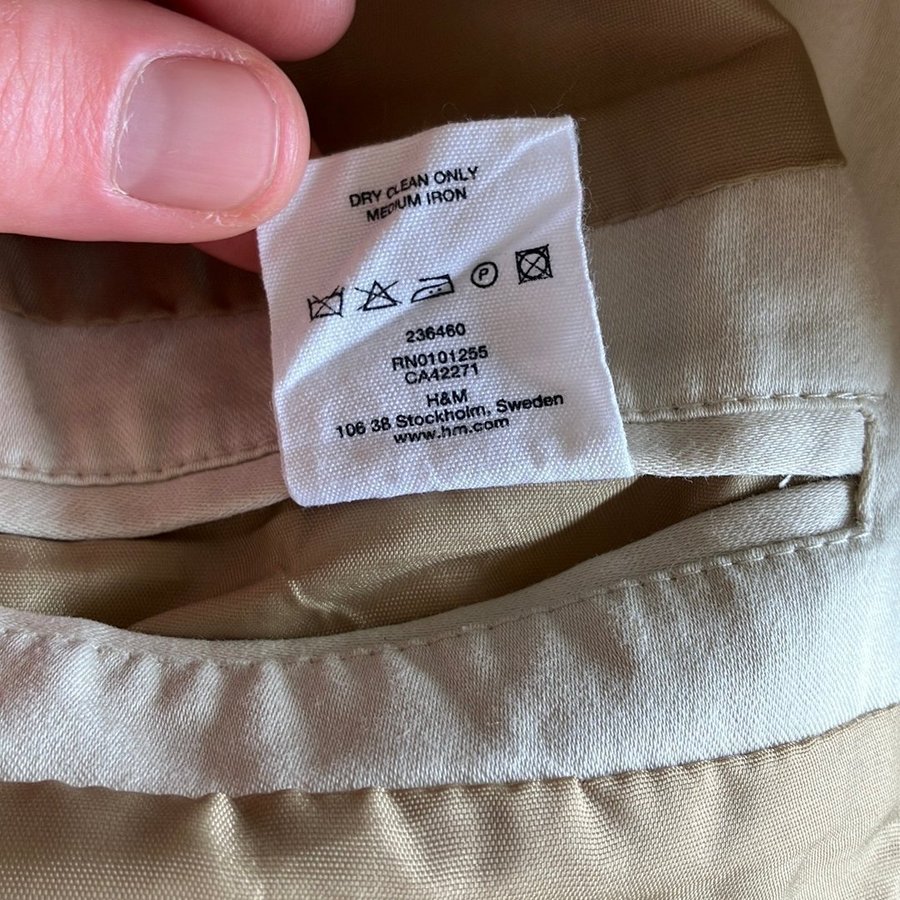 DRY CLEAN ONLY
MEDIUM IRON
P
236460
RN0101255
CA42271
H&M
106 38 Stockholm, Sweden
www.hm.com